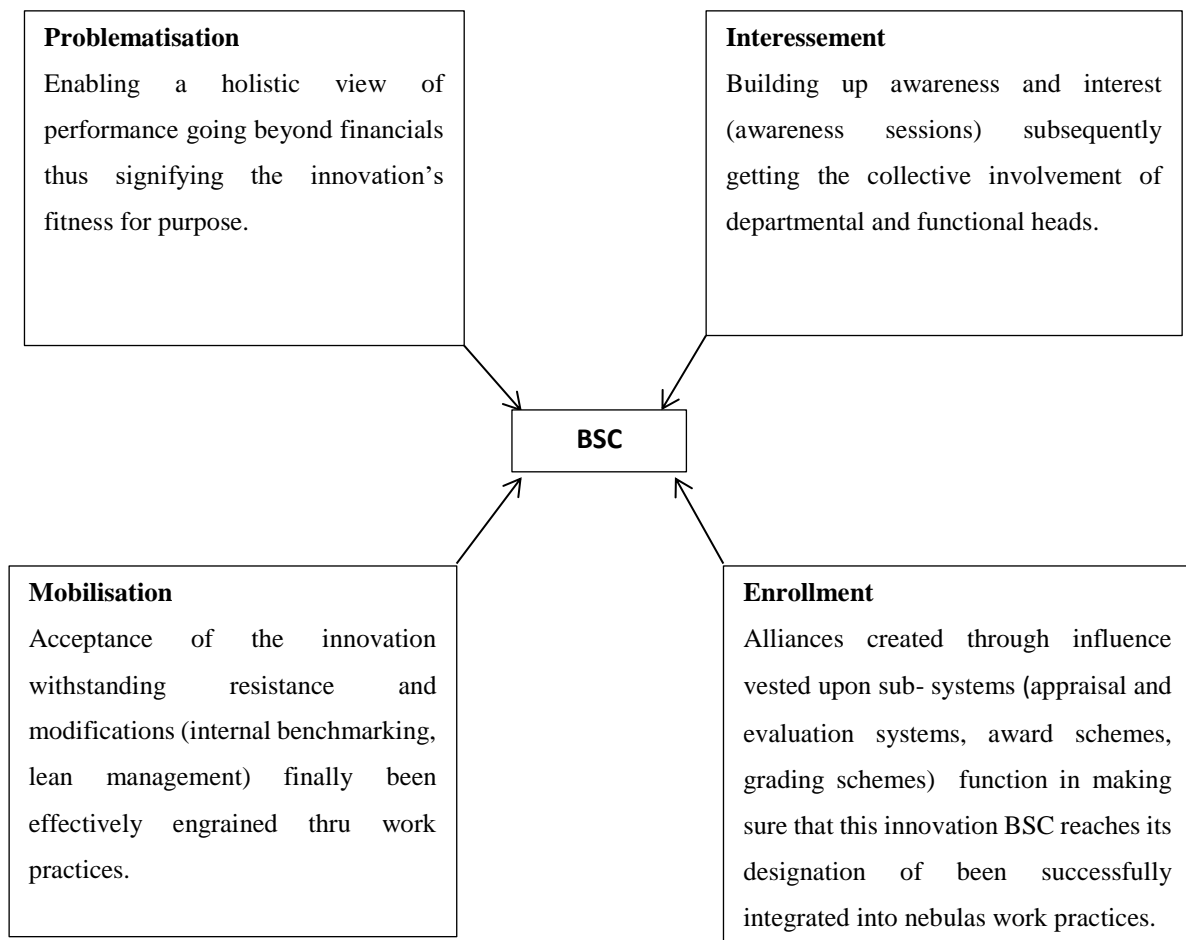 Problematisation
Enabling a holistic view of
performance going beyond financials
thus signifying the innovation’s
fitness for purpose.
Interessement
Building up awareness and interest
(awareness sessions) subsequently
getting the collective involvement of
departmental and functional heads.
BSC
Mobilisation
Acceptance of the innovation
withstanding resistance and
modifications (internal benchmarking,
lean management) finally been
effectively engrained thru work
practices.
Enrollment
Alliances created through influence
vested upon sub- systems (appraisal and
evaluation systems, award schemes,
grading schemes) function in making
sure that this innovation BSC reaches its
designation of been successfully
integrated into nebulas work practices.